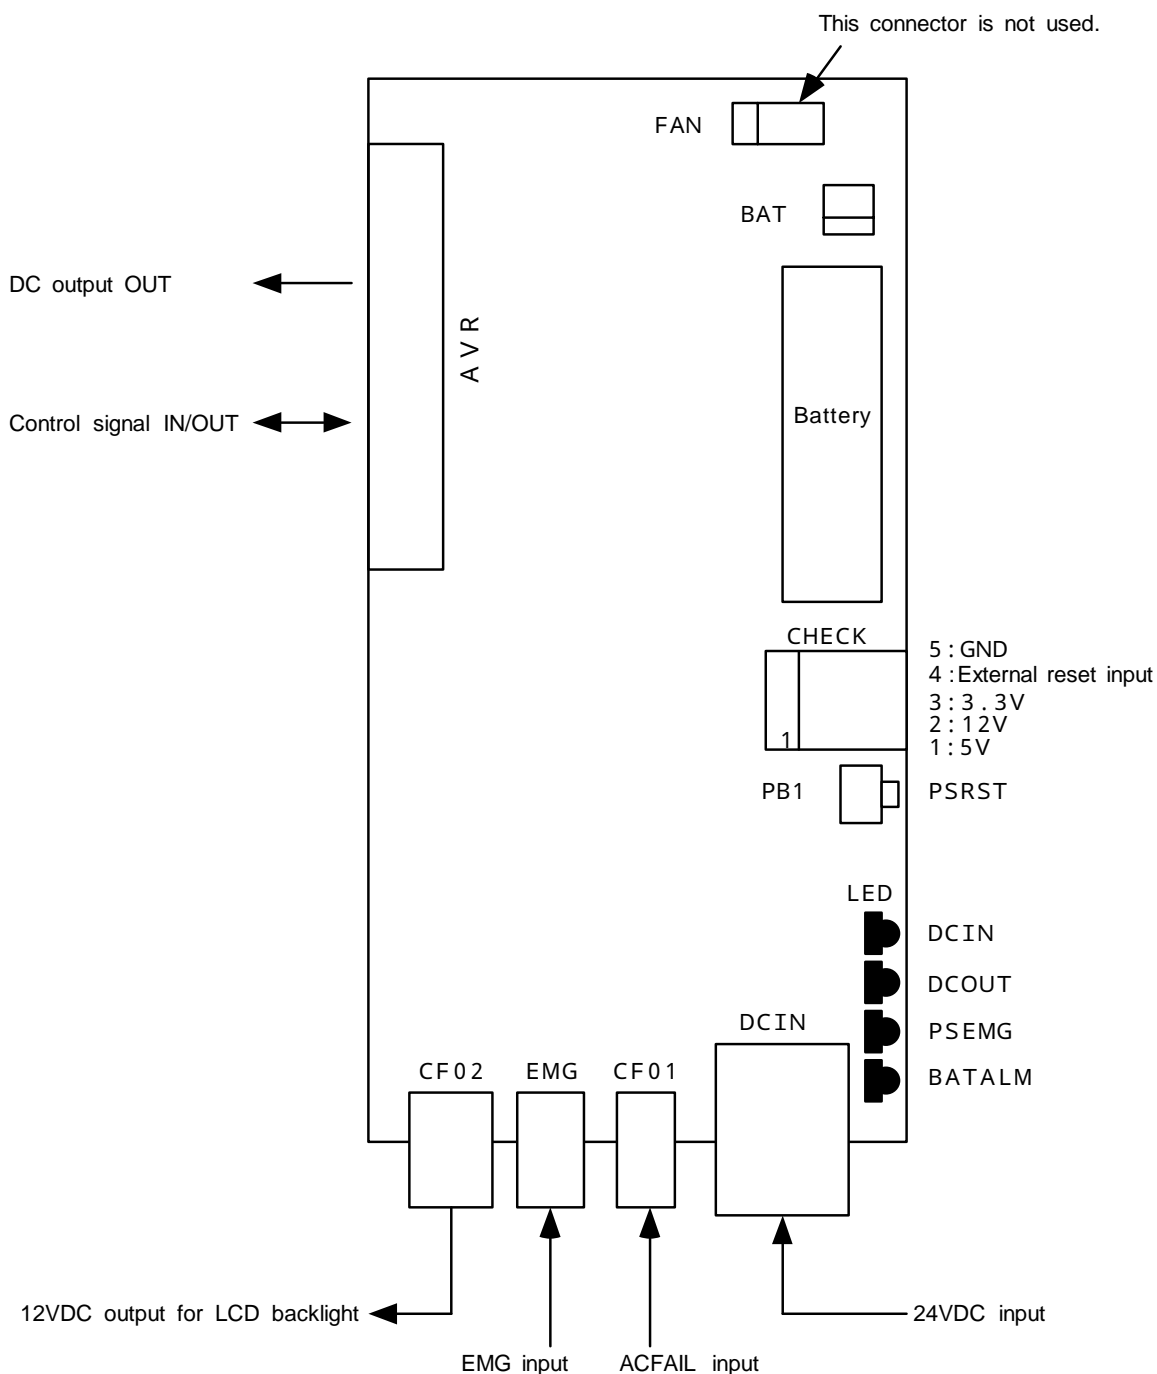 This connector is not used.
FAN
BAT
DC output OUT
AVR
Control signal IN/OUT
Battery
CHECK
5:GND
4:External reset input
3:3.3V
2:12V
1:5V
1
PB1
PSRST
LED
DCIN
DCOUT
PSEMG
BATALM
DCIN
CF02
EMG
CF01
12VDC output for LCD backlight
24VDC input
EMG input
ACFAIL input